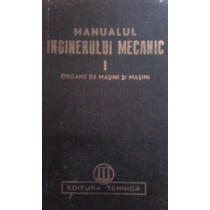 MANUALUL
INGINERULUI MECANIC
I
ORGANE DE MAȘINI ȘI MAȘINI
EDITURA TEHNICĂ